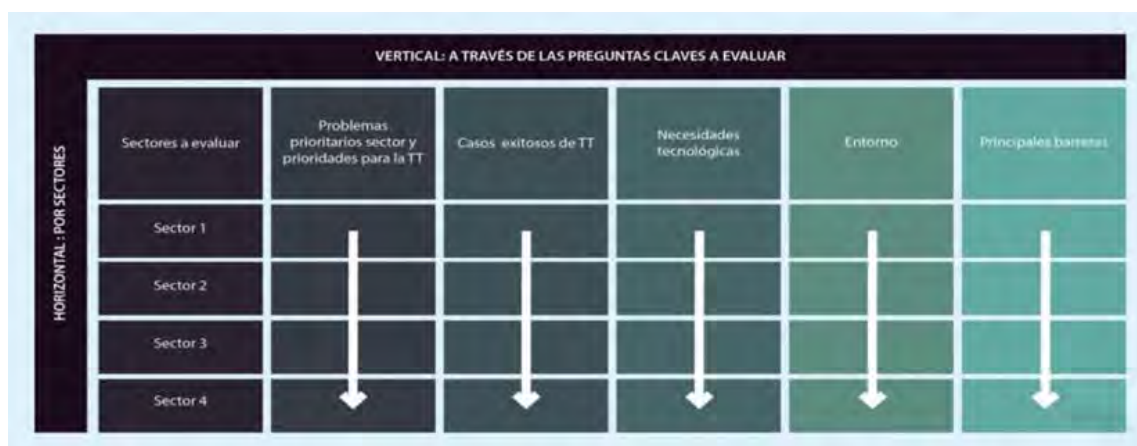 VERTICAL: A TRAVÉS DE LAS PREGUNTAS CLAVES A EVALUAR
HORIZONTAL : POR SECTORES
Sectores a evaluar
Problemas
prioritarios sector y
prioridades para la TT
Casos exitosos de TT
Necesidades
tecnológicas
Entorno
Principales barreras
Sector 1
Sector 2
Sector 3
Sector 4